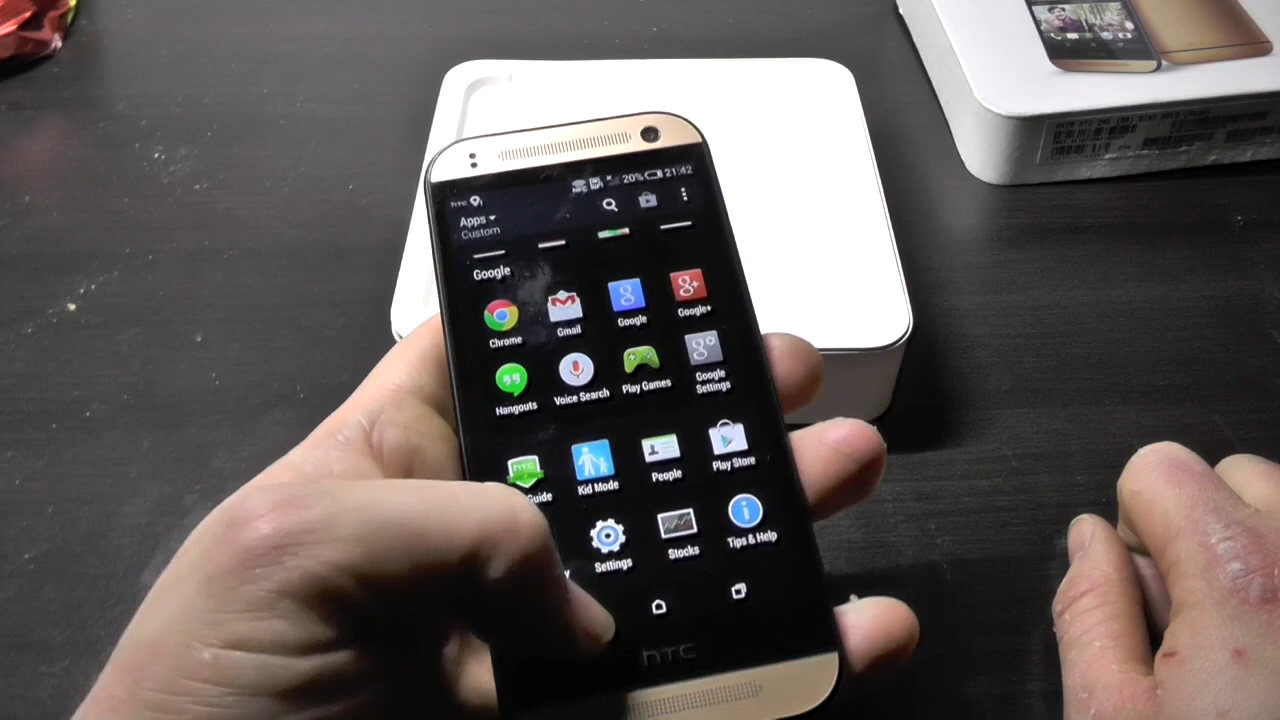 20% 21:42
htc
Apps
Custom
Google
Chrome
Gmail
Google
Google+
Hangouts
Voice Search
Play Games
Google
Settings
Guide
Kid Mode
People
Play Store
Settings
Stocks
Tips & Help
htc